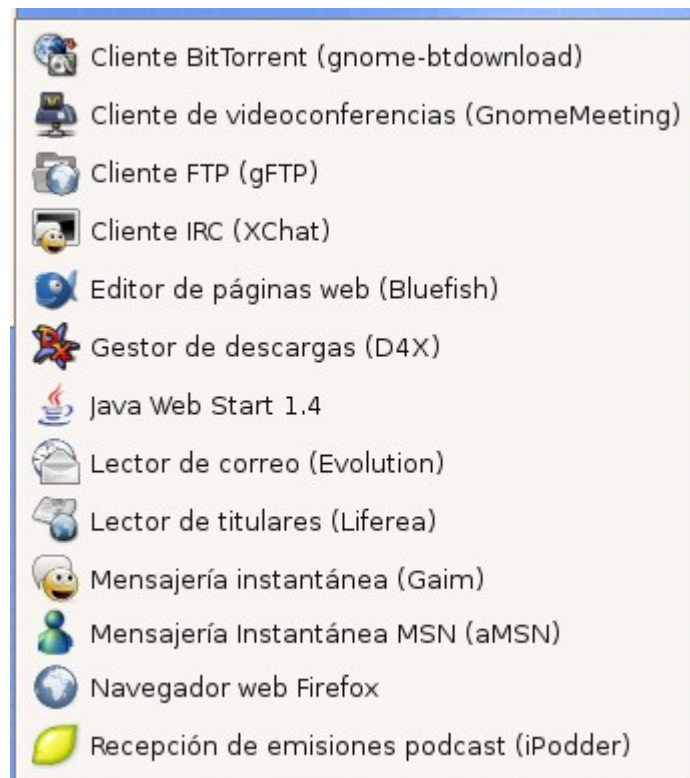 Cliente BitTorrent (gnome-btdownload)
Cliente de videoconferencias (GnomeMeeting)
Cliente FTP (gFTP)
Cliente IRC (XChat)
Editor de páginas web (Bluefish)
Gestor de descargas (D4X)
Java Web Start 1.4
Lector de correo (Evolution)
Lector de titulares (Liferea)
Mensajería instantánea (Gaim)
Mensajería Instantánea MSN (aMSN)
Navegador web Firefox
Recepción de emisiones podcast (iPodder)